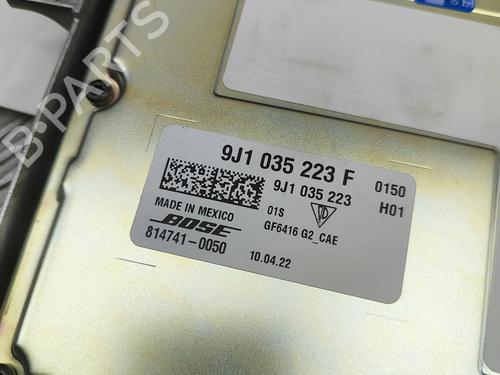 B-PARTS
9J1 035 223 F 0150
9J1 035 223 H01
01S
MADE IN MEXICO
GF6416 G2_CAE
BOSE
814741-0050
10.04.22